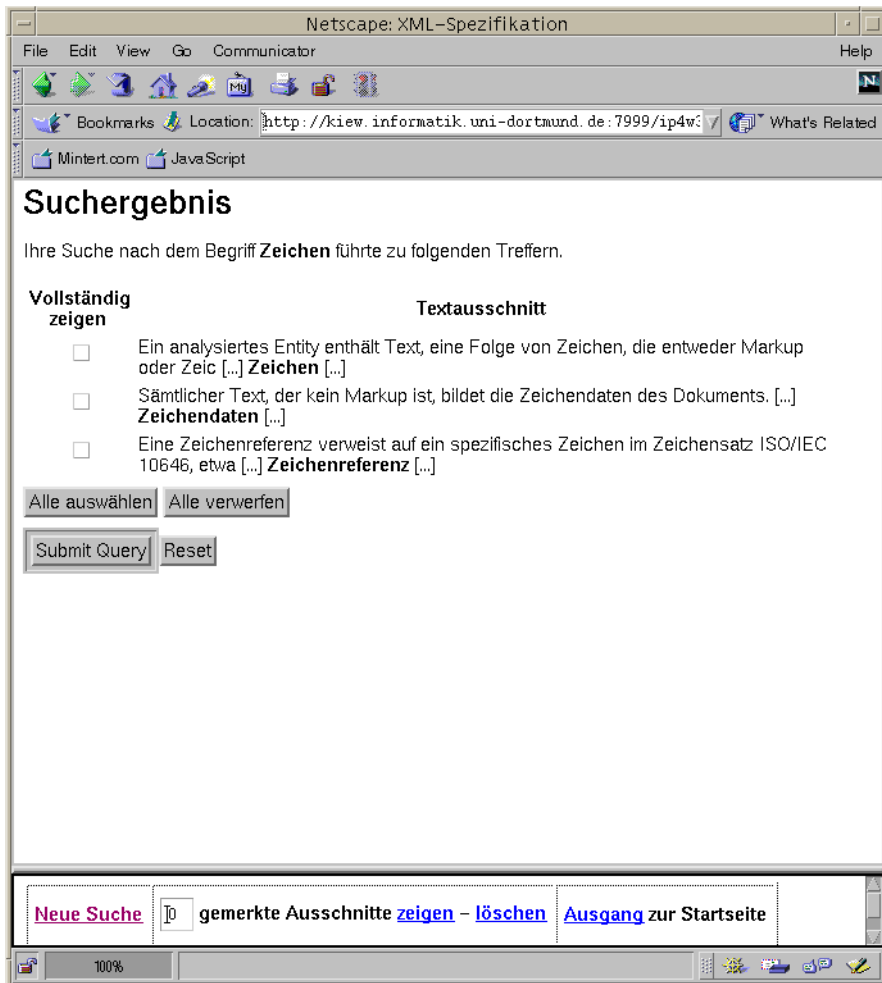 Netscape: XML-Spezifikation
File Edit View Go Communicator Help
My N
Bookmarks Location: http://kiew.informatik.uni-dortmund.de:7999/ip4w3 What's Related
Mintert.com JavaScript
Suchergebnis
Ihre Suche nach dem Begriff Zeichen führte zu folgenden Treffern.
Vollständig
zeigen
Textausschnitt
Ein analysiertes Entity enthält Text, eine Folge von Zeichen, die entweder Markup
oder Zeic [...] Zeichen [...]
Sämtlicher Text, der kein Markup ist, bildet die Zeichendaten des Dokuments. [...]
Zeichendaten [...]
Eine Zeichenreferenz verweist auf ein spezifisches Zeichen im Zeichensatz ISO/IEC
10646, etwa [...] Zeichenreferenz [...]
Alle auswählen Alle verwerfen
Submit Query Reset
Neue Suche 0 gemerkte Ausschnitte zeigen – löschen Ausgang zur Startseite
100%